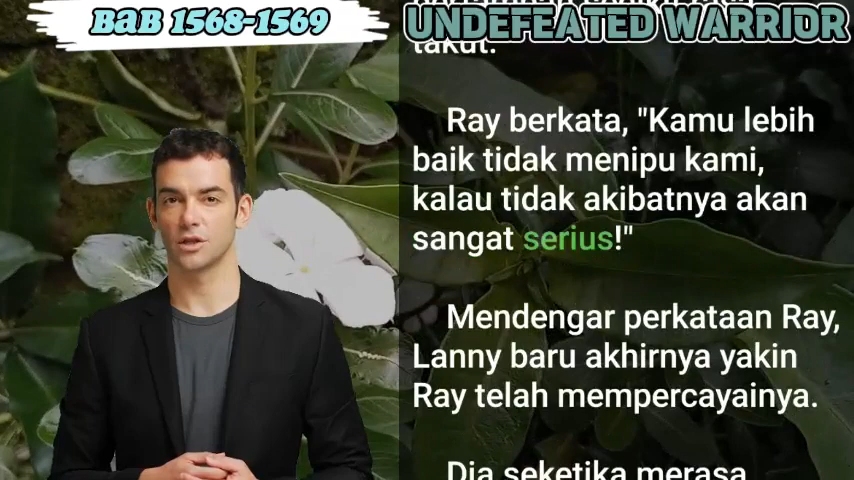 BAB 1568-1569
UNDEFEATED WARRIOR
takut.
Ray berkata, "Kamu lebih
baik tidak menipu kami,
kalau tidak akibatnya akan
sangat serius!"
Mendengar perkataan Ray,
Lanny baru akhirnya yakin
Ray telah mempercayainya.
Dia seketika merasa